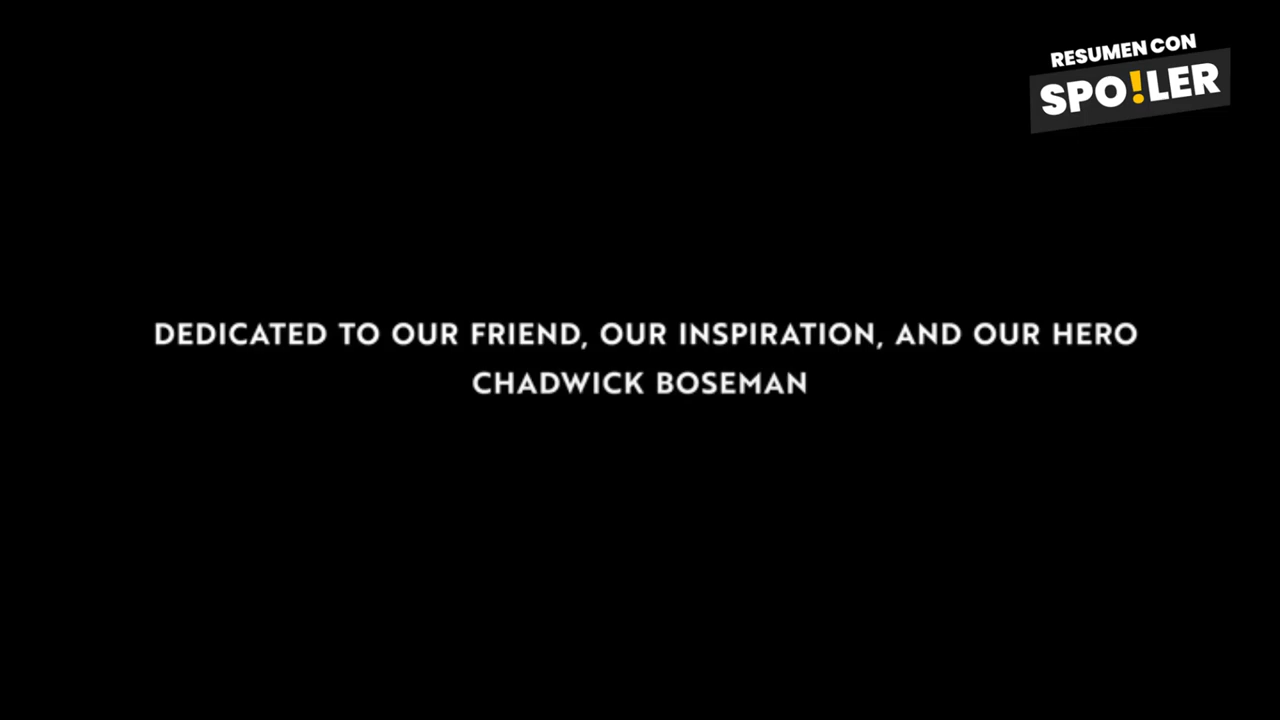 RESUMEN CON
SPO!LER
DEDICATED TO OUR FRIEND, OUR INSPIRATION, AND OUR HERO
CHADWICK BOSEMAN